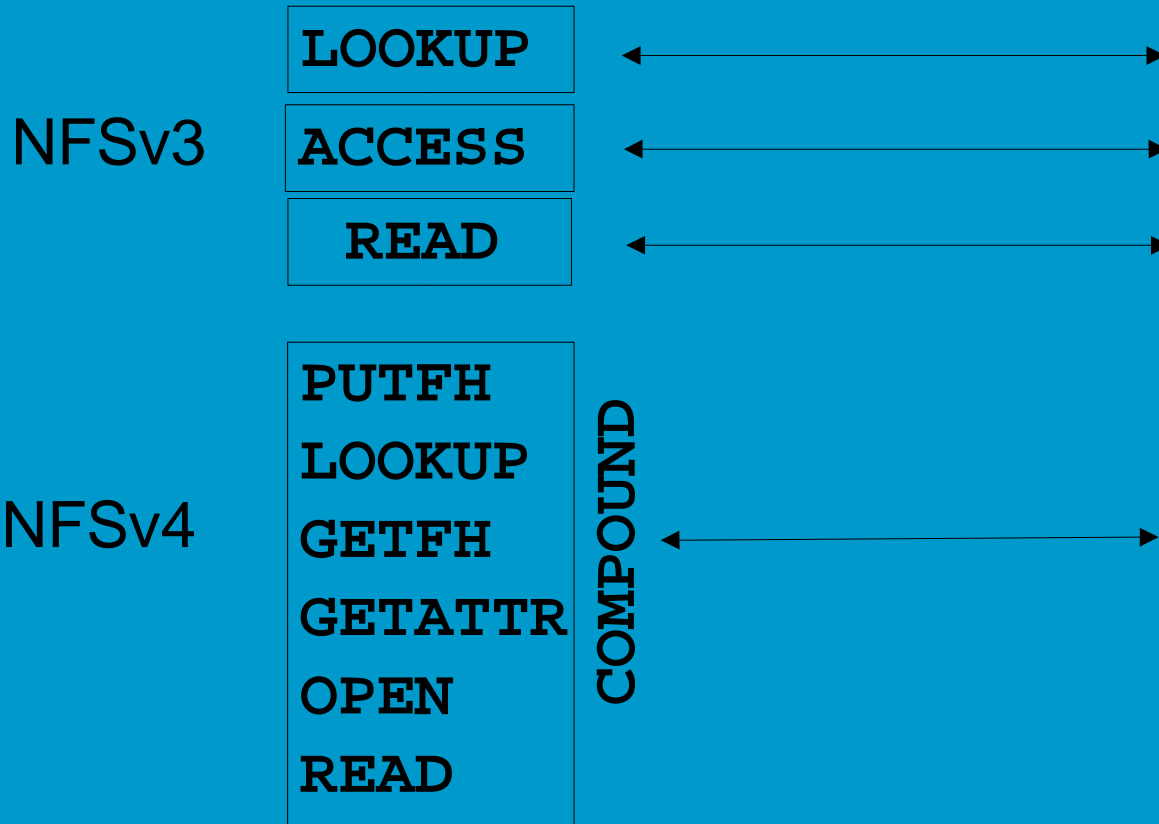 LOOKUP
NFSv3
ACCESS
READ
PUTFH
LOOKUP
NFSv4
GETFH
GETATTR
OPEN
READ
COMPOUND